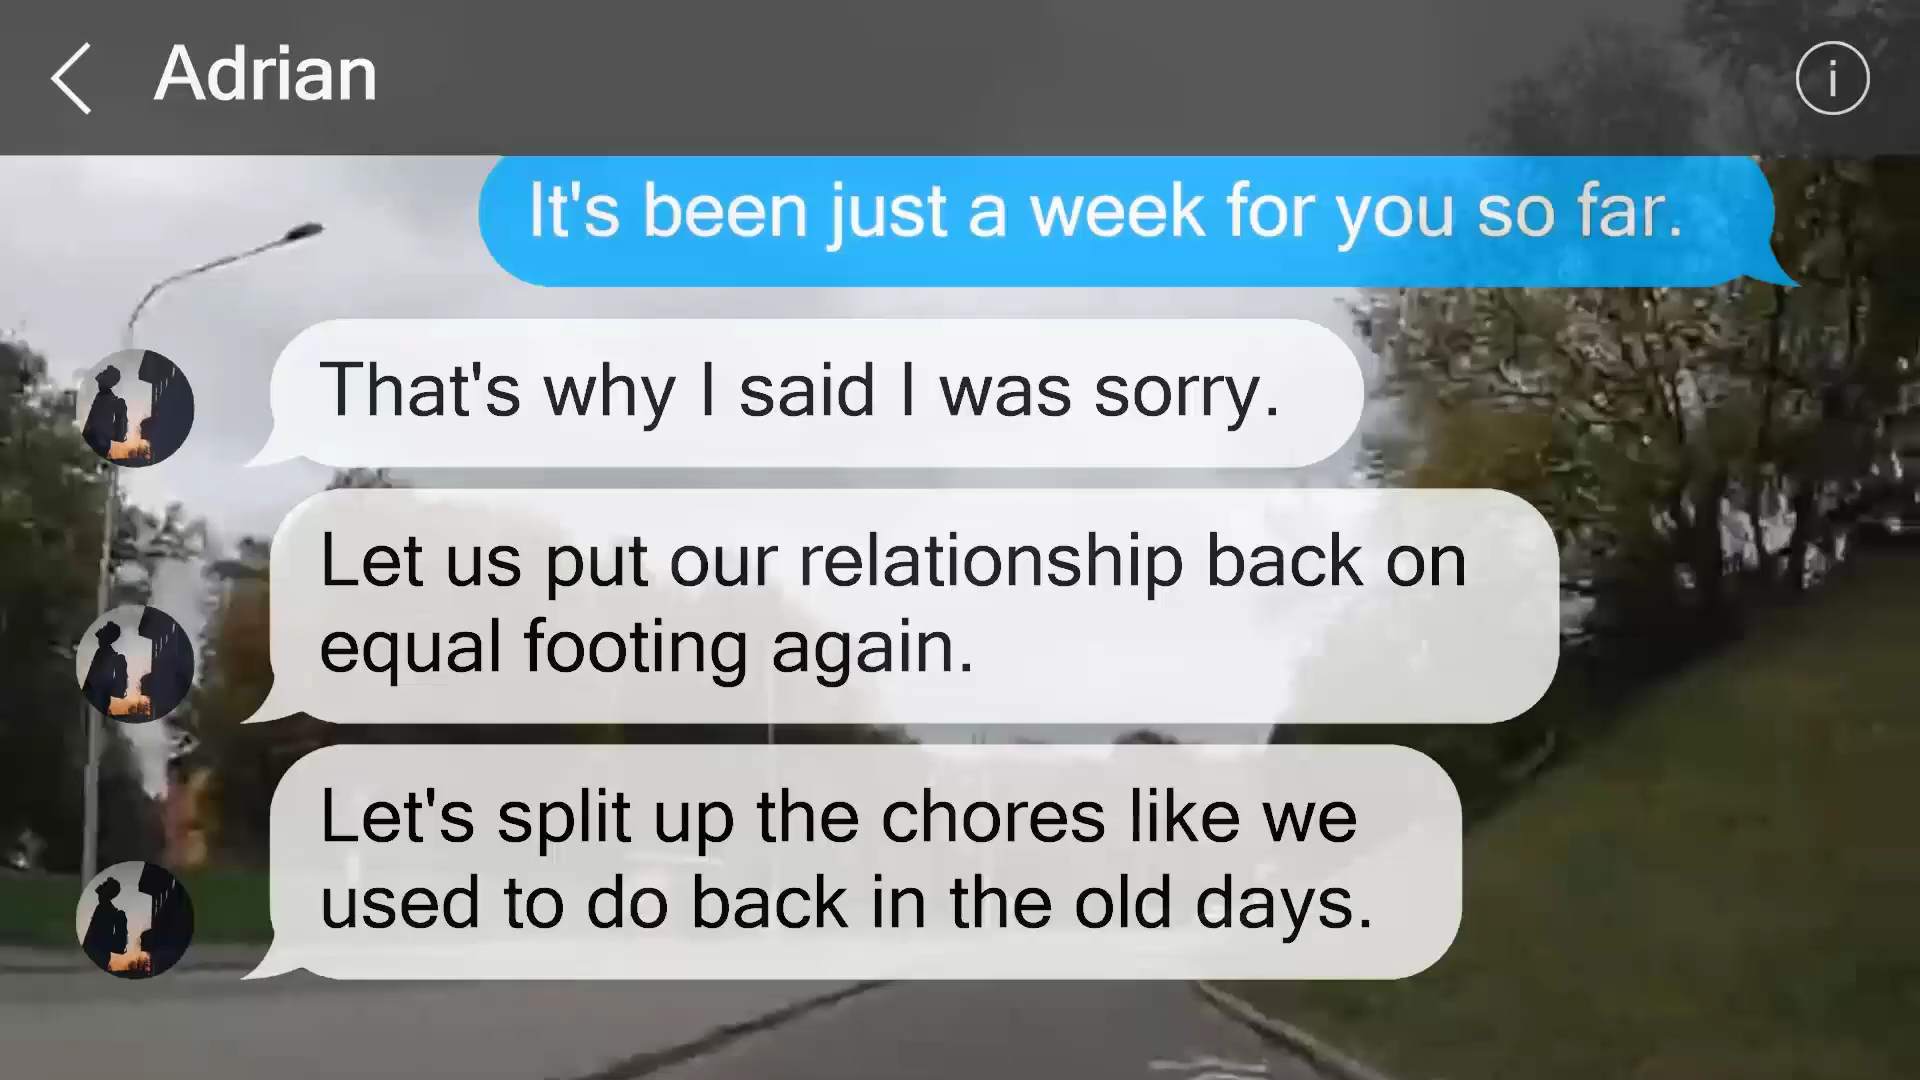 Adrian
It's been just a week for you so far.
That's why I said I was sorry.
Let us put our relationship back on
equal footing again.
Let's split up the chores like we
used to do back in the old days.